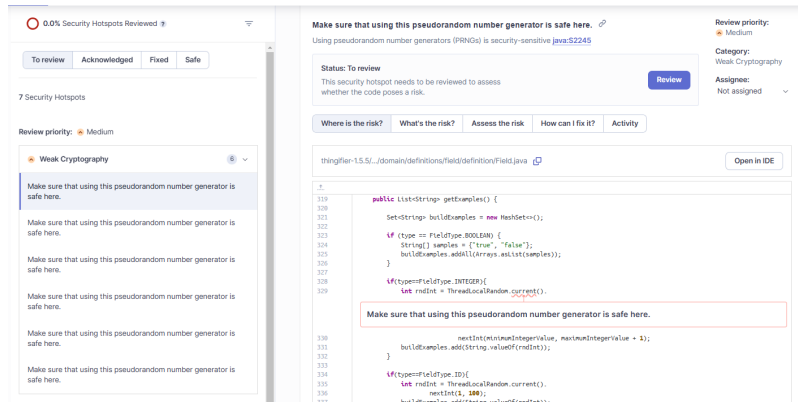 0.0% Security Hotspots Reviewed ?
To review
Acknowledged
Fixed
Safe
7 Security Hotspots
Review priority: Medium
Weak Cryptography
6
Make sure that using this pseudorandom number generator is
safe here.
Make sure that using this pseudorandom number generator is
safe here.
Make sure that using this pseudorandom number generator is
safe here.
Make sure that using this pseudorandom number generator is
safe here.
Make sure that using this pseudorandom number generator is
safe here.
Make sure that using this pseudorandom number generator is
safe here.
Make sure that using this pseudorandom number generator is safe here.
Using pseudorandom number generators (PRNGs) is security-sensitive java:S2245
Review priority:
Medium
Category:
Weak Cryptography
Assignee:
Not assigned
Status: To review
This security hotspot needs to be reviewed to assess
whether the code poses a risk.
Review
Where is the risk?
What's the risk?
Assess the risk
How can I fix it?
Activity
thingifier-1.5.5/.../domain/definitions/field/definition/Field.java
Open in IDE
319 public List<String> getExamples() {
320
321 Set<String> buildExamples = new HashSet<>();
322
323 if (type == FieldType.BOOLEAN) {
324 String[] samples = {"true", "false"};
325 buildExamples.addAll(Arrays.asList(samples));
326 }
327
328 if(type==FieldType.INTEGER){
329 int rndInt = ThreadLocalRandom.current().
Make sure that using this pseudorandom number generator is safe here.
330 nextInt(minimumIntegerValue, maximumIntegerValue + 1);
331 buildExamples.add(String.valueOf(rndInt));
332 }
333
334 if(type==FieldType.ID){
335 int rndInt = ThreadLocalRandom.current().
336 nextInt(1, 100);
337 buildExamples.add(String.valueOf(rndInt));